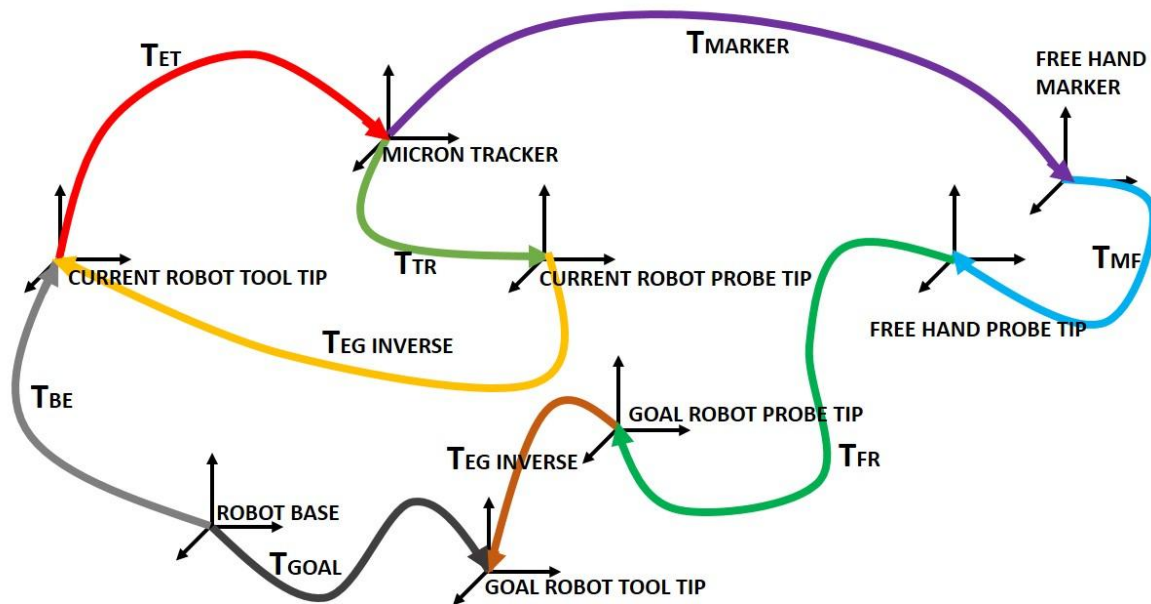 TET
TMARKER
FREE HAND
MARKER
MICRON TRACKER
TTR
CURRENT ROBOT TOOL TIP
CURRENT ROBOT PROBE TIP
TMF
FREE HAND PROBE TIP
TEG INVERSE
TBE
GOAL ROBOT PROBE TIP
TEG INVERSE
TFR
ROBOT BASE
TGOAL
GOAL ROBOT TOOL TIP